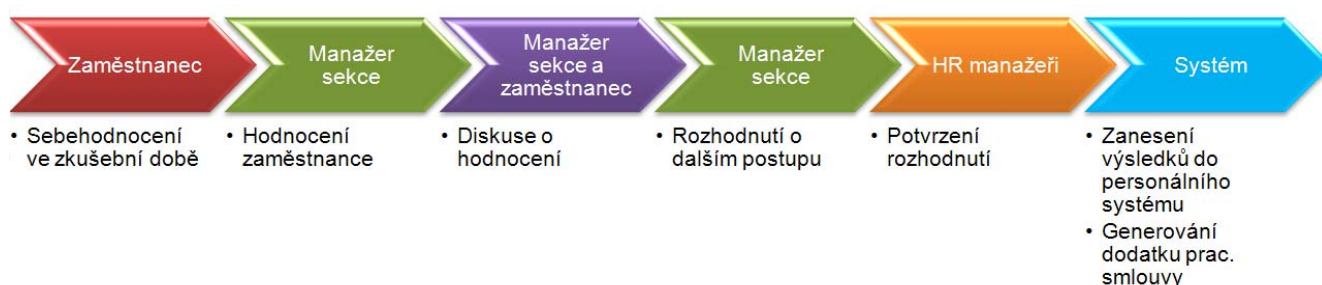 Zaměstnanec
Manažer
sekce
Manažer
sekce a
zaměstnanec
Manažer
sekce
HR manažeři
Systém
• Sebehodnocení
ve zkušební době
• Hodnocení
zaměstnance
• Diskuse o
hodnocení
• Rozhodnutí o
dalším postupu
• Potvrzení
rozhodnutí
• Zanesení
výsledků do
personálního
systému
• Generování
dodatku prac.
smlouvy